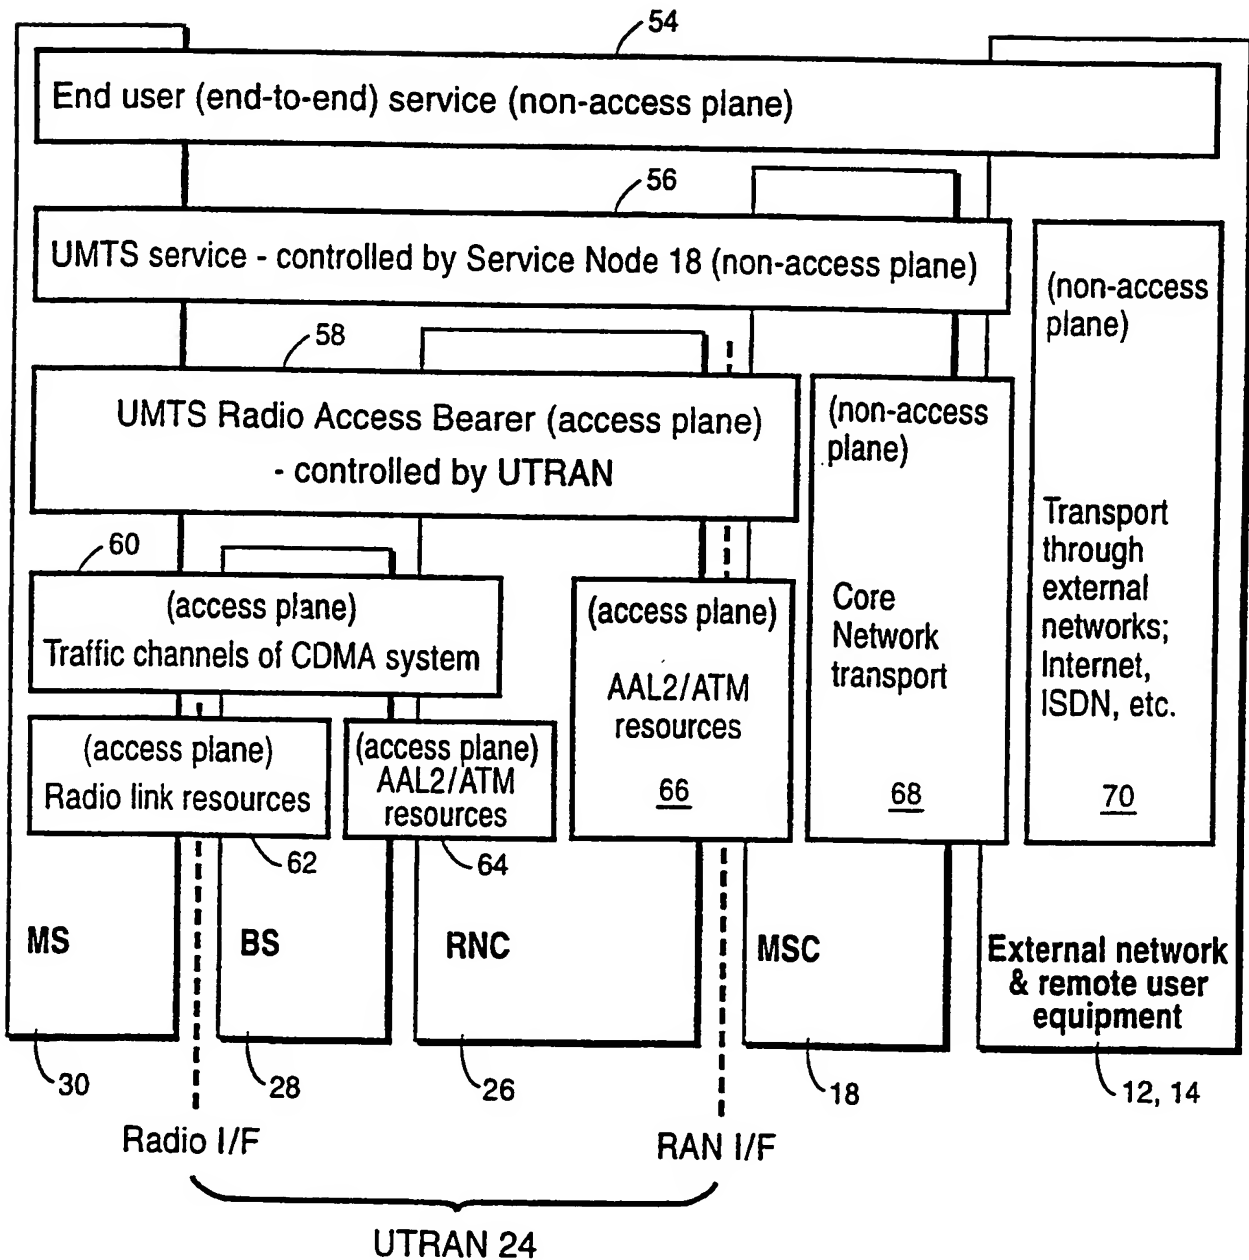 54
End user (end-to-end) service (non-access plane)
56
UMTS service - controlled by Service Node 18 (non-access plane)
58
UMTS Radio Access Bearer (access plane)
- controlled by UTRAN
(non-access
plane)
Core
Network
transport
68
(non-access
plane)
Transport
through
external
networks;
Internet,
ISDN, etc.
70
60
(access plane)
Traffic channels of CDMA system
(access plane)
AAL2/ATM
resources
66
(access plane)
Radio link resources
62
(access plane)
AAL2/ATM
resources
64
MS
BS
RNC
MSC
External network
& remote user
equipment
30
28
26
18
12, 14
Radio I/F
RAN I/F
UTRAN 24